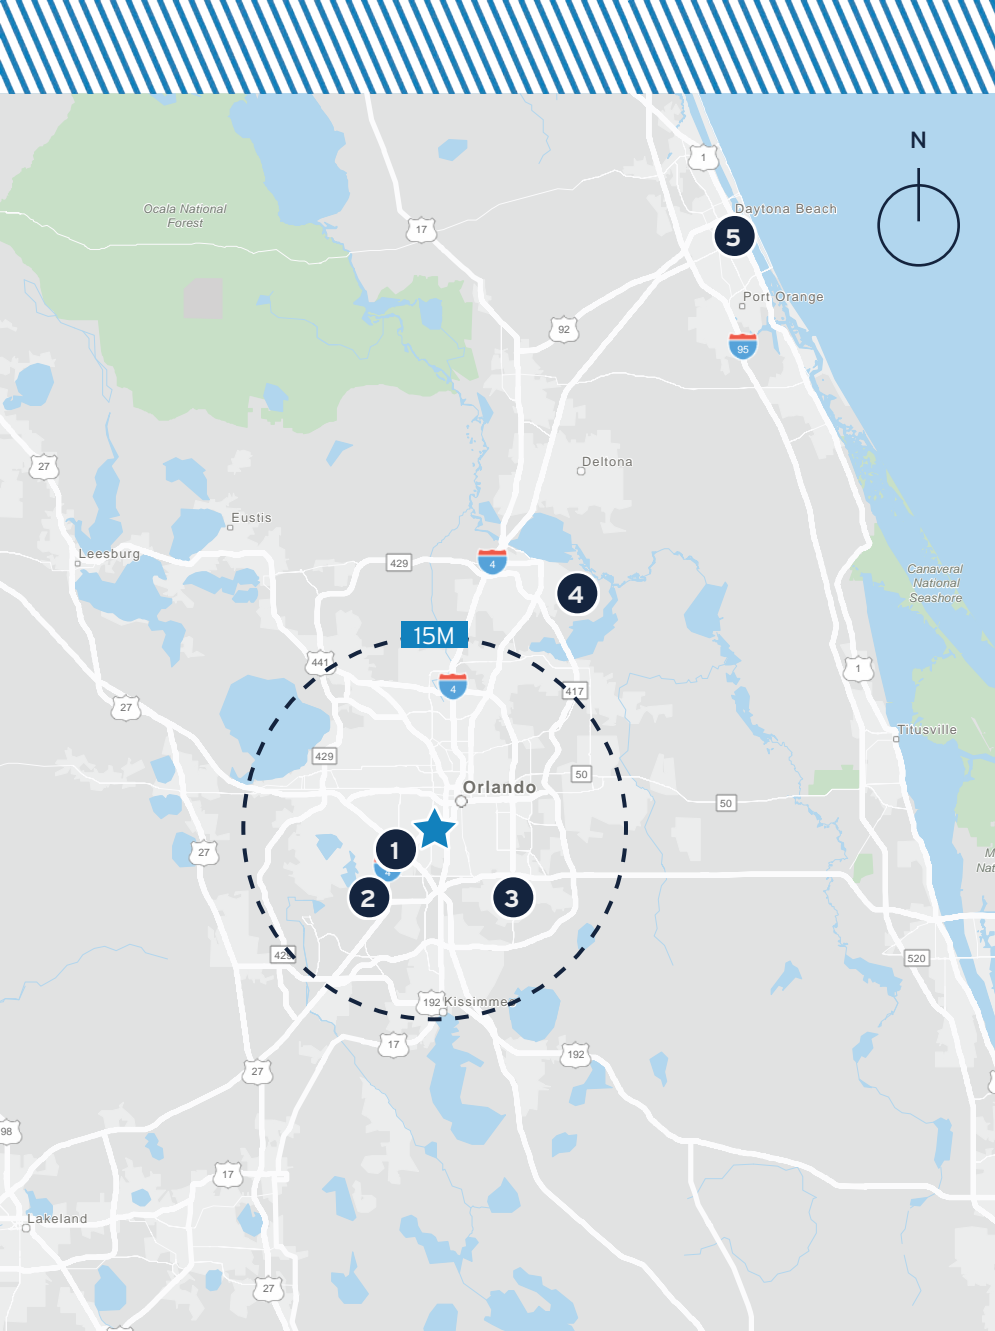 N
1
Daytona Beach
Ocala National
Forest
17
5
Port Orange
92
95
27
Deltona
Eustis
Leesburg
429
4
Canaveral
National
Seashore
4
15M
441
1
4
417
27
Titusville
429
50
Orlando
50
27
1
4
2
3
429
520
192
Kissimmee
17
192
27
98
17
Lakeland
27